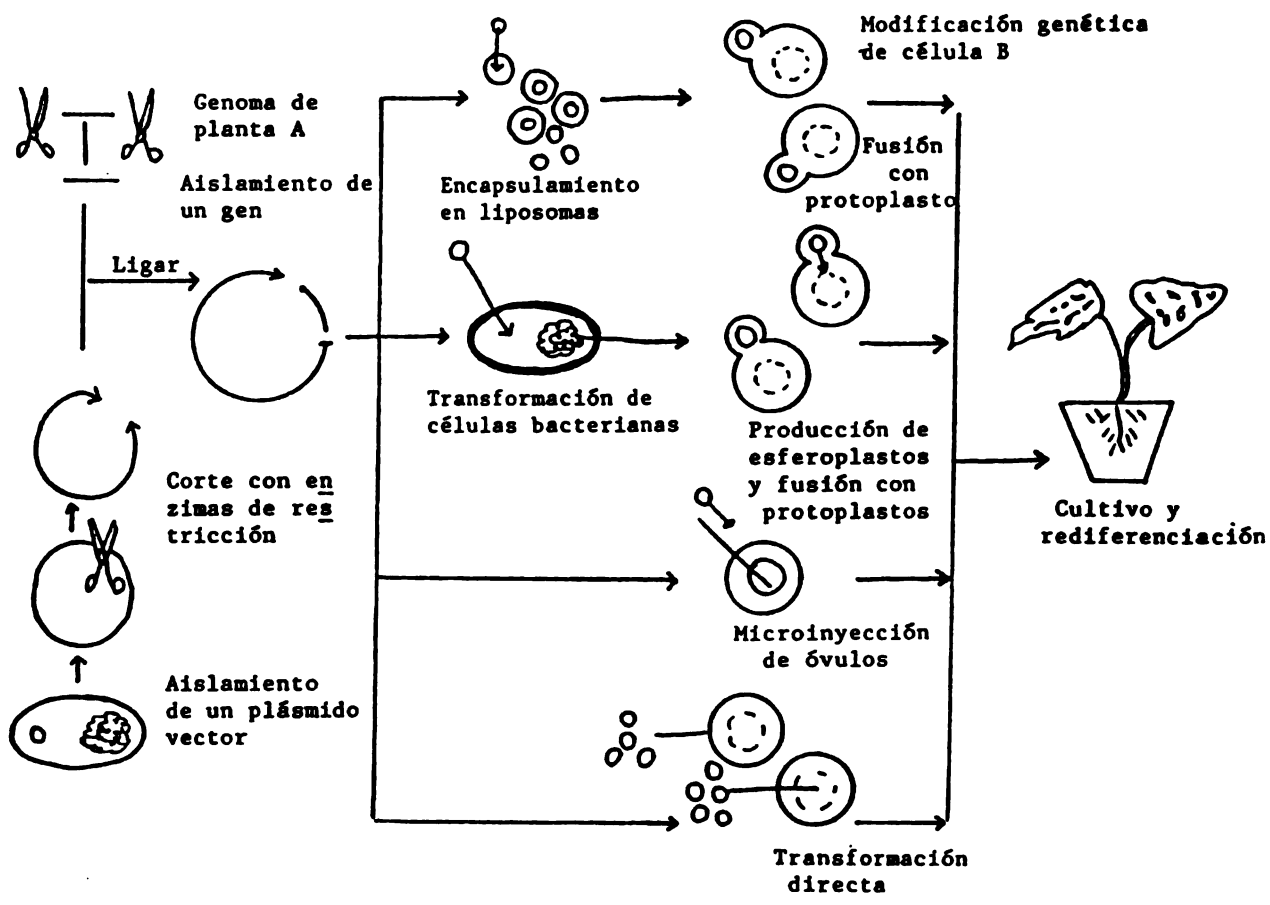 Modificación genética
de célula B
Genoma de
planta A
Aislamiento de
un gen
Encapsulamiento
en liposomas
Fusión
con
protoplasto
Ligar
Transformación de
células bacterianas
Producción de
esferoplastos
y fusión con
protoplastos
Corte con en
zimas de res
tricción
Cultivo y
rediferenciación
Microinyección
de óvulos
Aislamiento
de un plásmido
vector
Transformación
directa